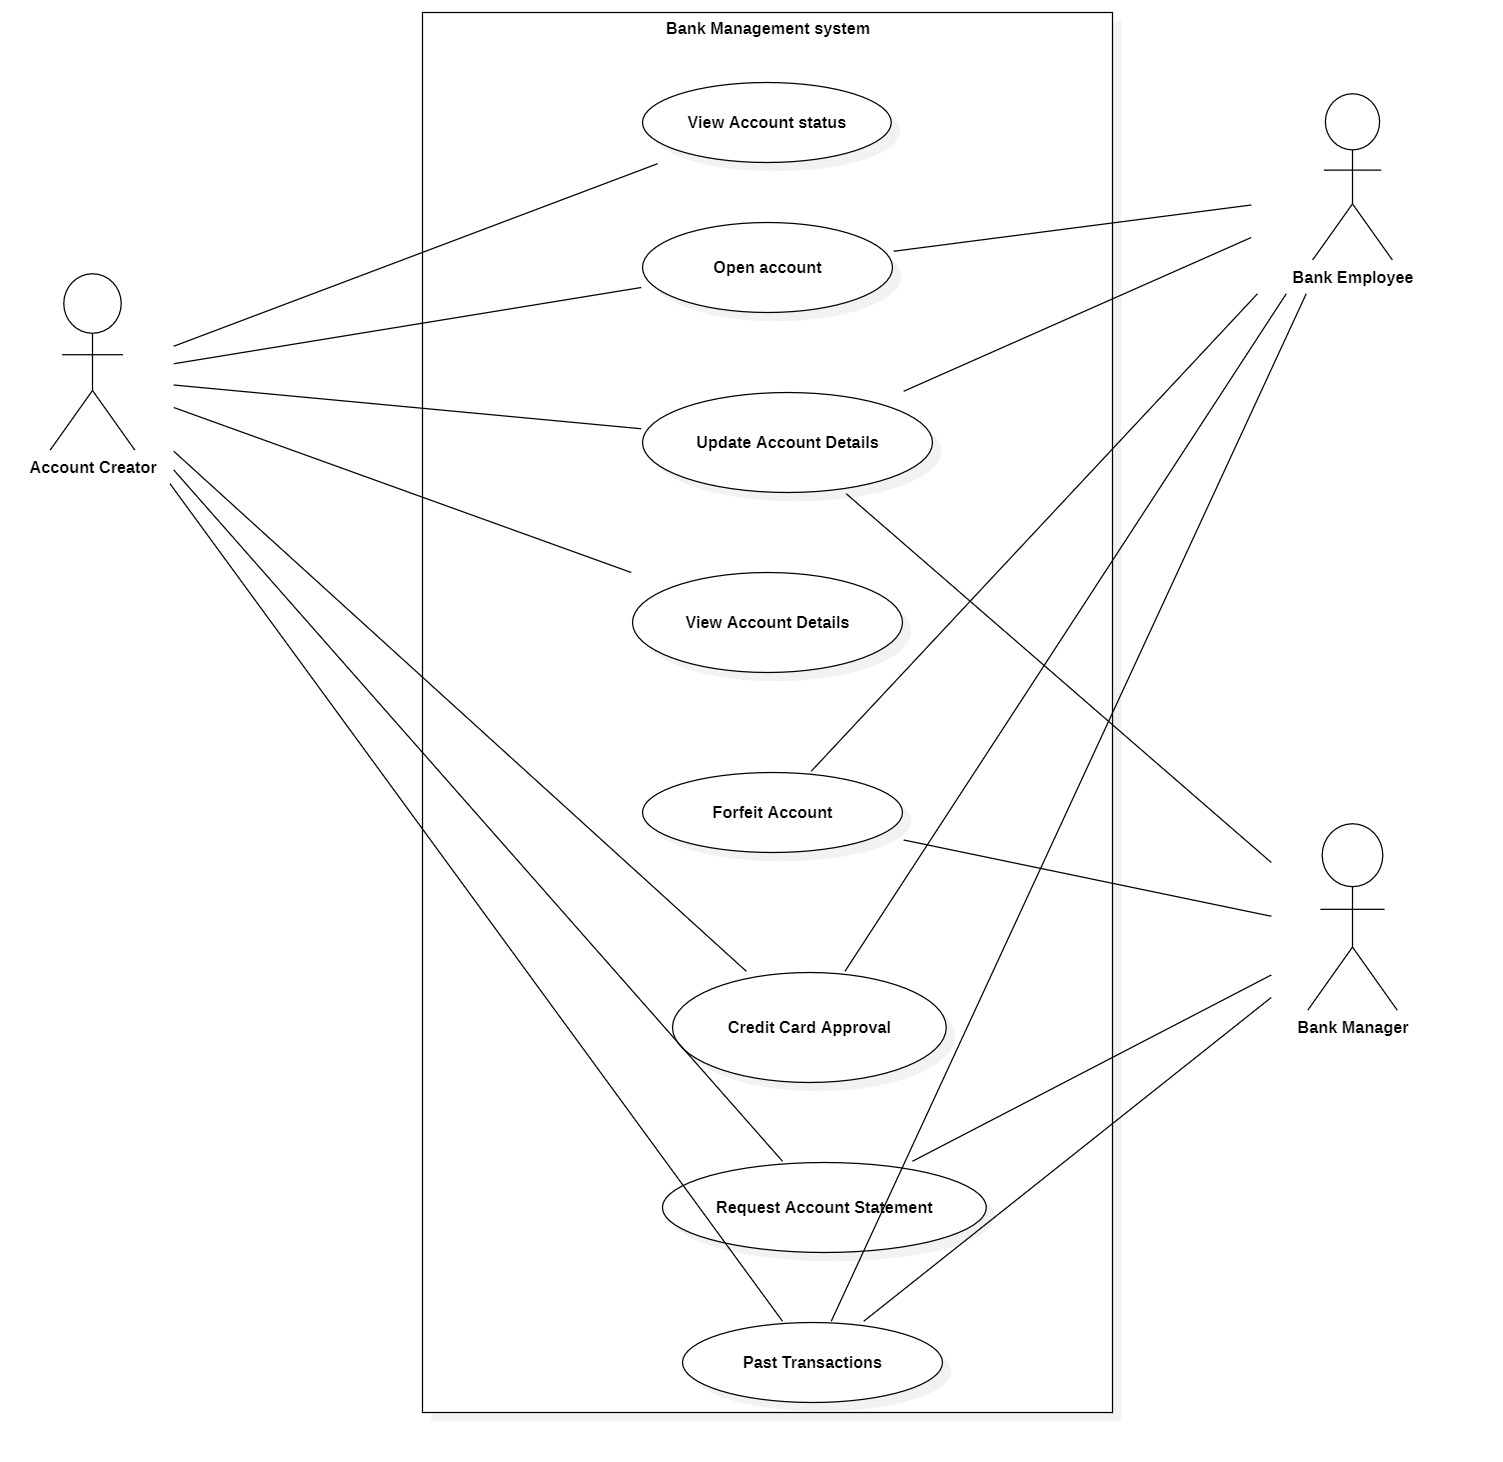 Bank Management system
View Account status
Open account
Bank Employee
Update Account Details
Account Creator
View Account Details
Forfeit Account
Credit Card Approval
Bank Manager
Request Account Statement
Past Transactions